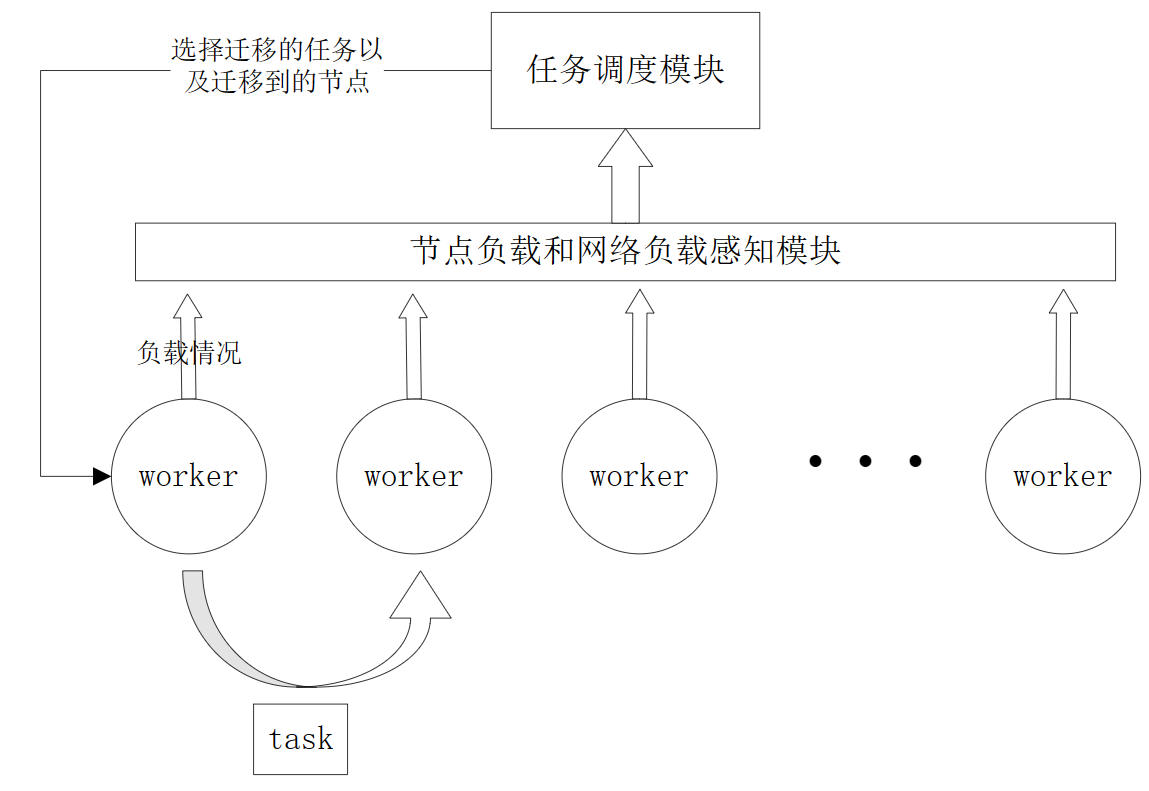 选择迁移的任务以
及迁移到的节点
任务调度模块
节点负载和网络负载感知模块
负载情况
worker
worker
worker
worker
task